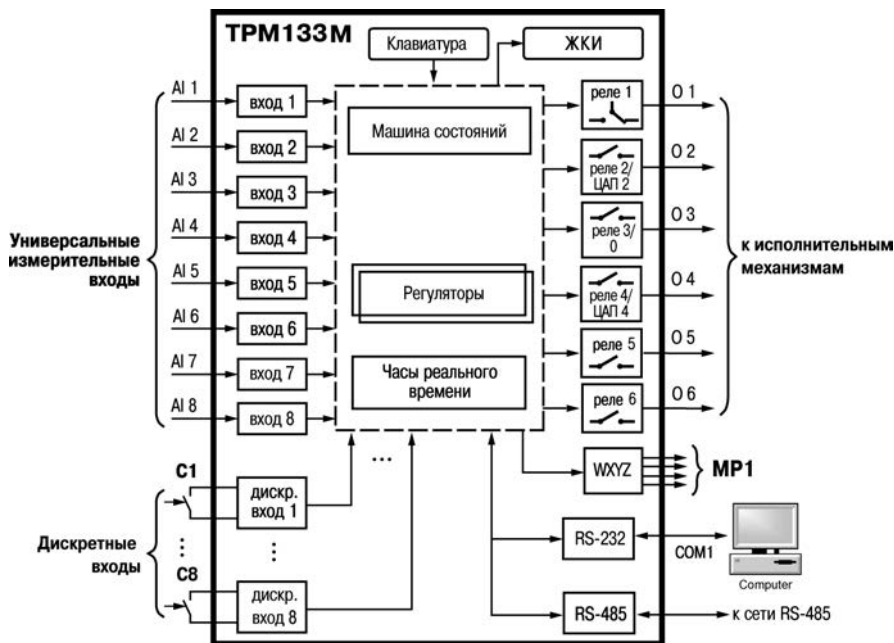 ТРМ133М
Клавиатура
ЖКИ
AI 1
вход 1
AI 2
вход 2
AI 3
вход 3
AI 4
вход 4
AI 5
вход 5
AI 6
вход 6
AI 7
вход 7
AI 8
вход 8
Универсальные
измерительные
входы
Машина состояний
Регуляторы
Часы реального
времени
реле 1
O 1
реле 2/
ЦАП 2
O 2
реле 3/
0
O 3
реле 4/
ЦАП 4
O 4
реле 5
O 5
реле 6
O 6
к исполнительным
механизмам
...
WXYZ
МР1
C1
дискр.
вход 1
Дискретные
входы
C8
дискр.
вход 8
RS-232
COM1
Computer
RS-485
к сети RS-485